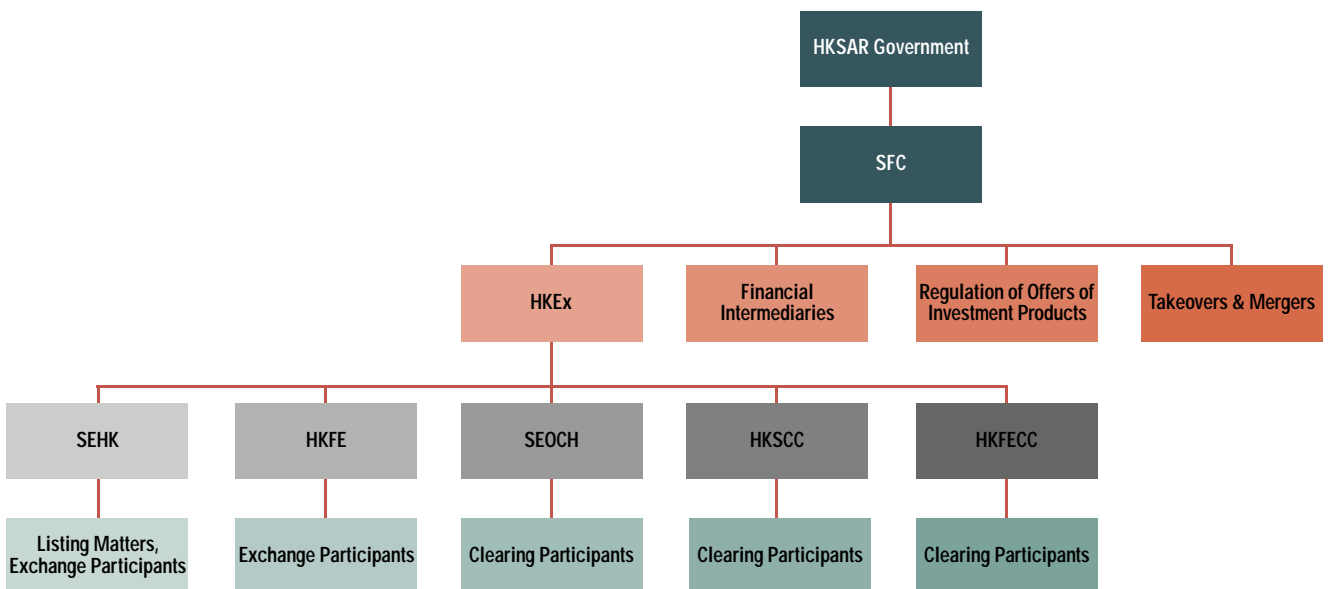 HKSAR Government
SFC
HKEx
Financial
Intermediaries
Regulation of Offers of
Investment Products
Takeovers & Mergers
SEHK
HKFE
SEOCH
HKSCC
HKFECC
Listing Matters,
Exchange Participants
Exchange Participants
Clearing Participants
Clearing Participants
Clearing Participants